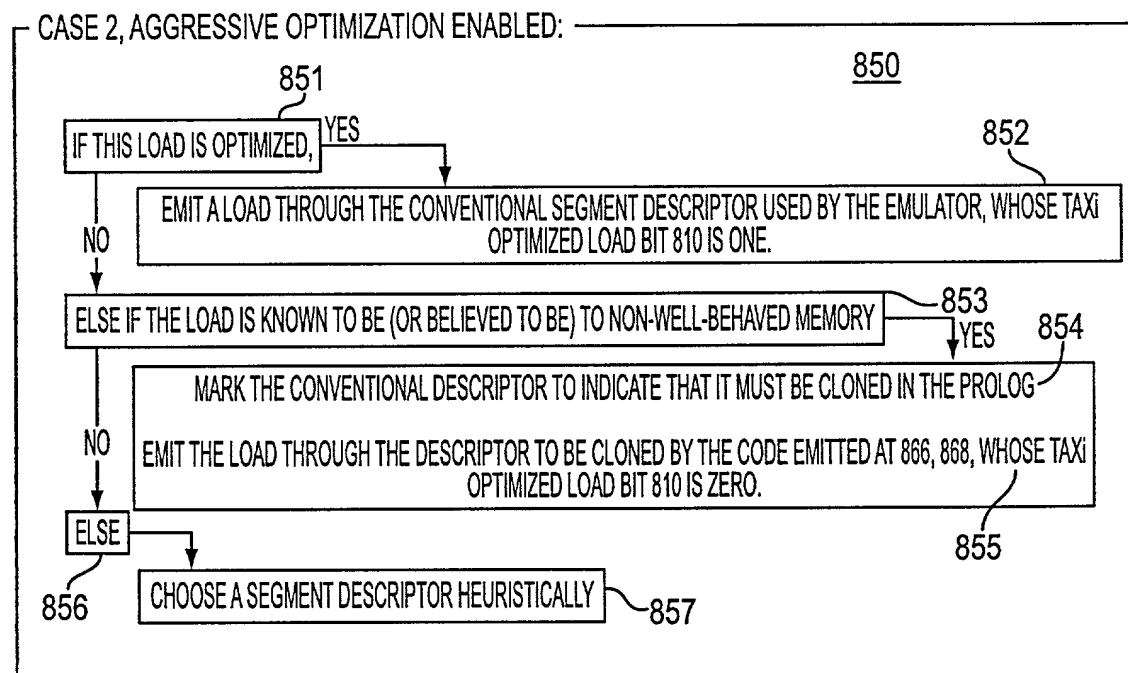 CASE 2, AGGRESSIVE OPTIMIZATION ENABLED:
850
851
IF THIS LOAD IS OPTIMIZED,
YES
852
EMIT A LOAD THROUGH THE CONVENTIONAL SEGMENT DESCRIPTOR USED BY THE EMULATOR, WHOSE TAXi
OPTIMIZED LOAD BIT 810 IS ONE.
NO
853
ELSE IF THE LOAD IS KNOWN TO BE (OR BELIEVED TO BE) TO NON-WELL-BEHAVED MEMORY
YES
854
MARK THE CONVENTIONAL DESCRIPTOR TO INDICATE THAT IT MUST BE CLONED IN THE PROLOG
NO
EMIT THE LOAD THROUGH THE DESCRIPTOR TO BE CLONED BY THE CODE EMITTED AT 866, 868, WHOSE TAXi
OPTIMIZED LOAD BIT 810 IS ZERO.
855
ELSE
856
CHOOSE A SEGMENT DESCRIPTOR HEURISTICALLY
857